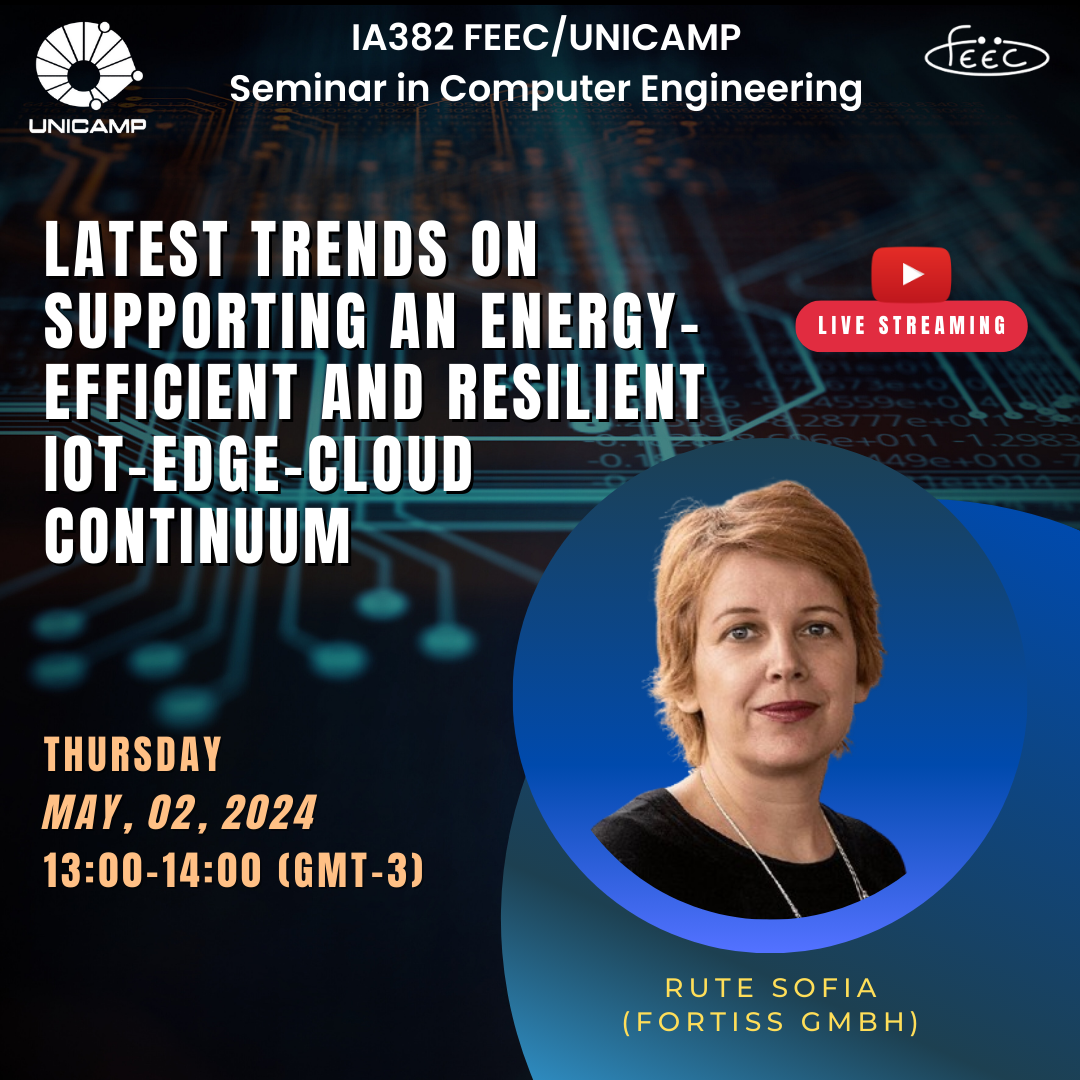 IA382 FEEC/UNICAMP
Seminar in Computer Engineering
UNICAMP
FEEC
LATEST TRENDS ON
SUPPORTING AN ENERGY-
EFFICIENT AND RESILIENT
IOT-EDGE-CLOUD
CONTINUUM
LIVE STREAMING
THURSDAY
MAY, 02, 2024
13:00-14:00 (GMT-3)
RUTE SOFIA
(FORTISS GMBH)